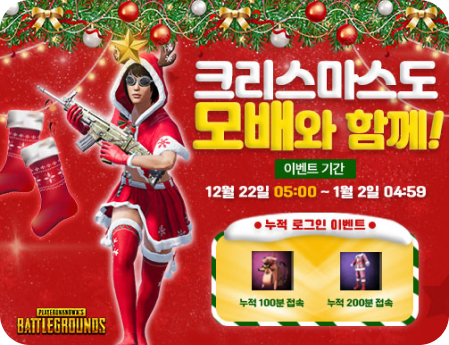 크리스마스도
모배와 함께!
이벤트 기간
12월 22일 05:00 ~ 1월 2일 04:59
• 누적 로그인 이벤트 •
누적 100분 접속
누적 200분 접속
PLAYERUNKNOWN'S
BATTLEGROUNDS